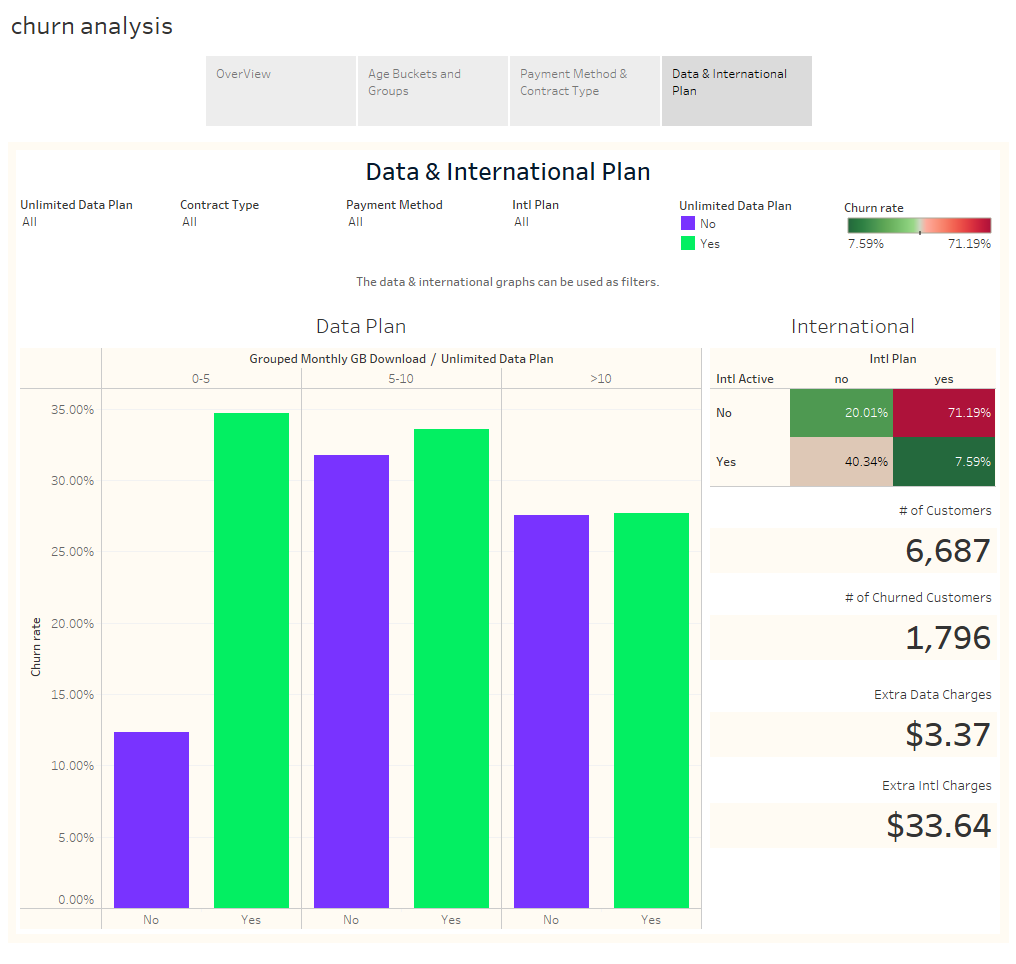 churn analysis
OverView
Age Buckets and
Groups
Payment Method &
Contract Type
Data & International
Plan
Data & International Plan
Unlimited Data Plan
All
Contract Type
All
Payment Method
All
Intl Plan
All
Unlimited Data Plan
No
Yes
Churn rate
7.59% 71.19%
The data & international graphs can be used as filters.
Data Plan
Grouped Monthly GB Download / Unlimited Data Plan
0-5 5-10 >10
Churn rate
35.00%
30.00%
25.00%
20.00%
15.00%
10.00%
5.00%
0.00%
No Yes No Yes No Yes
International
Intl Plan
Intl Active no yes
No 20.01% 71.19%
Yes 40.34% 7.59%
# of Customers
6,687
# of Churned Customers
1,796
Extra Data Charges
$3.37
Extra Intl Charges
$33.64